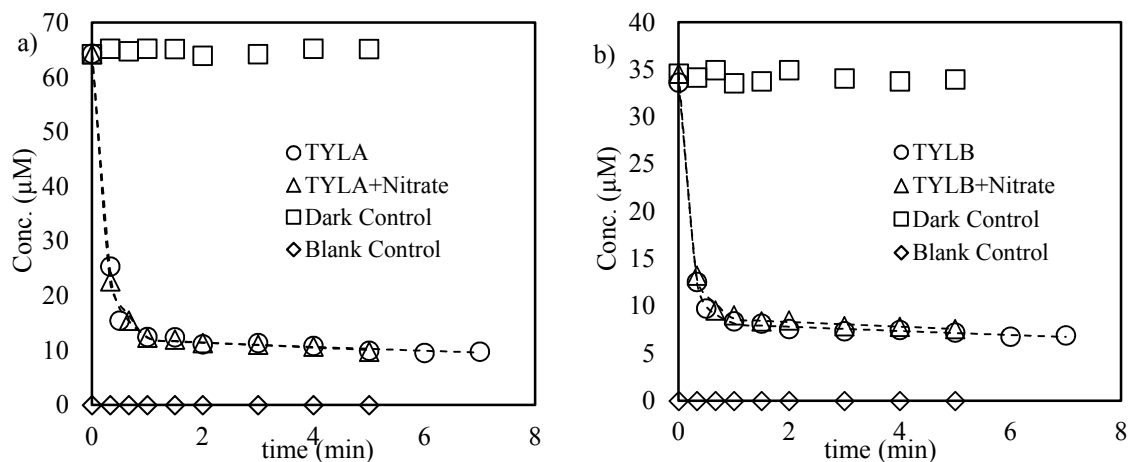 a)
70
60
50
40
30
20
10
0
Conc. (µM)
TYLA
TYLA+Nitrate
Dark Control
Blank Control
0 2 4 6 8
time (min)
b)
40
35
30
25
20
15
10
5
0
Conc. (µM)
TYLB
TYLB+Nitrate
Dark Control
Blank Control
0 2 4 6 8
time (min)